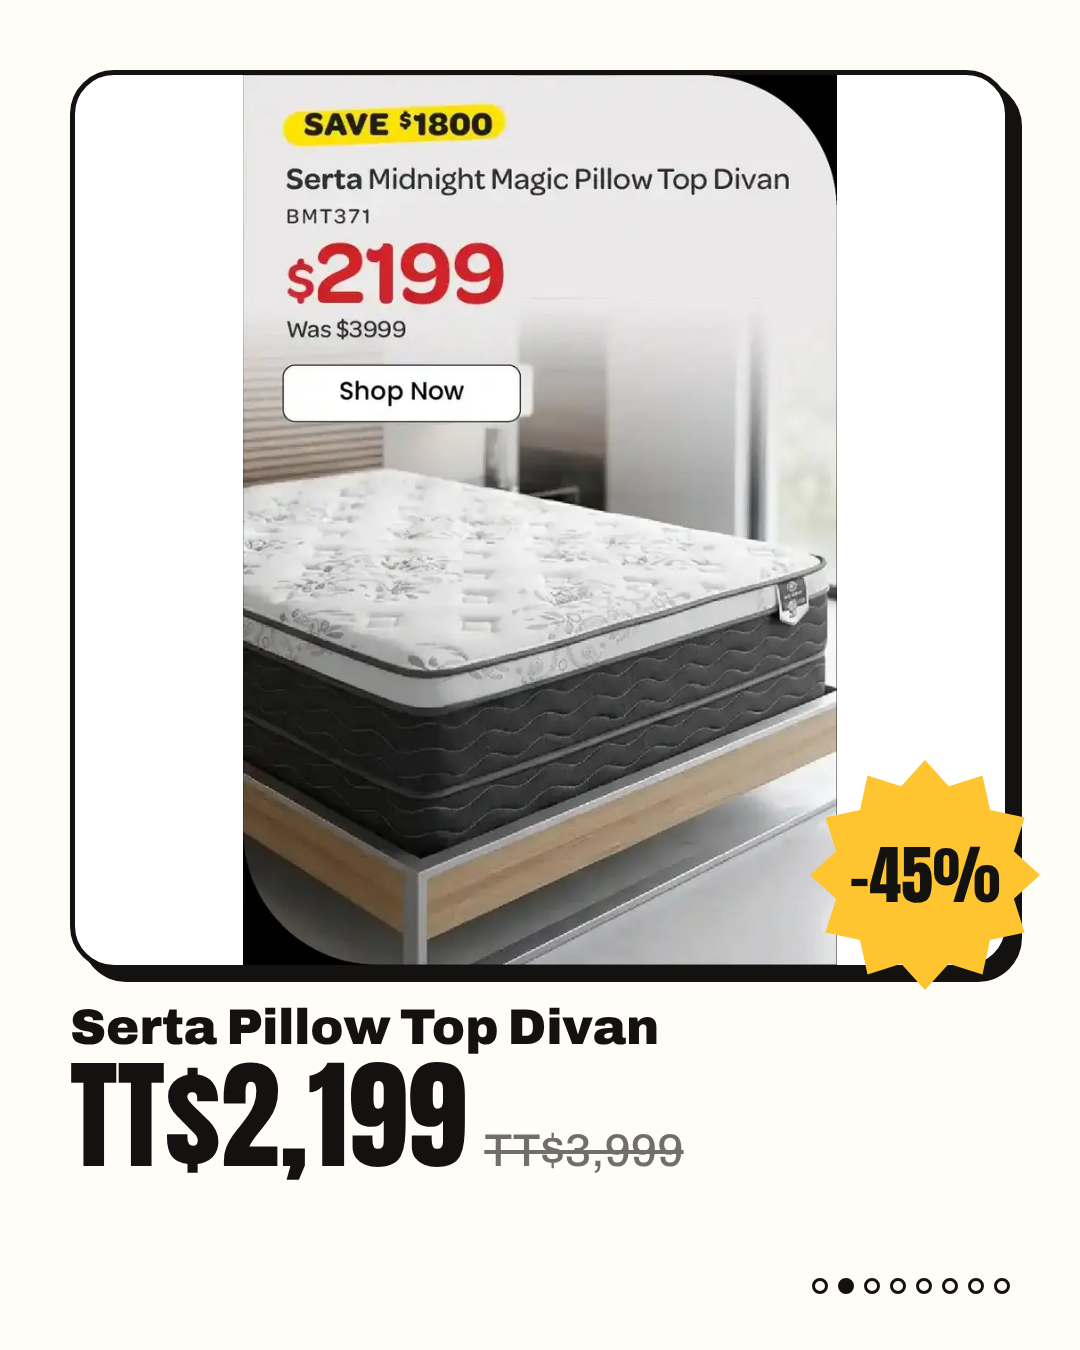 SAVE $1800
Serta Midnight Magic Pillow Top Divan
BMT371
$2199
Was $3999
Shop Now
-45%
Serta Pillow Top Divan
TT$2,199 TT$3,999